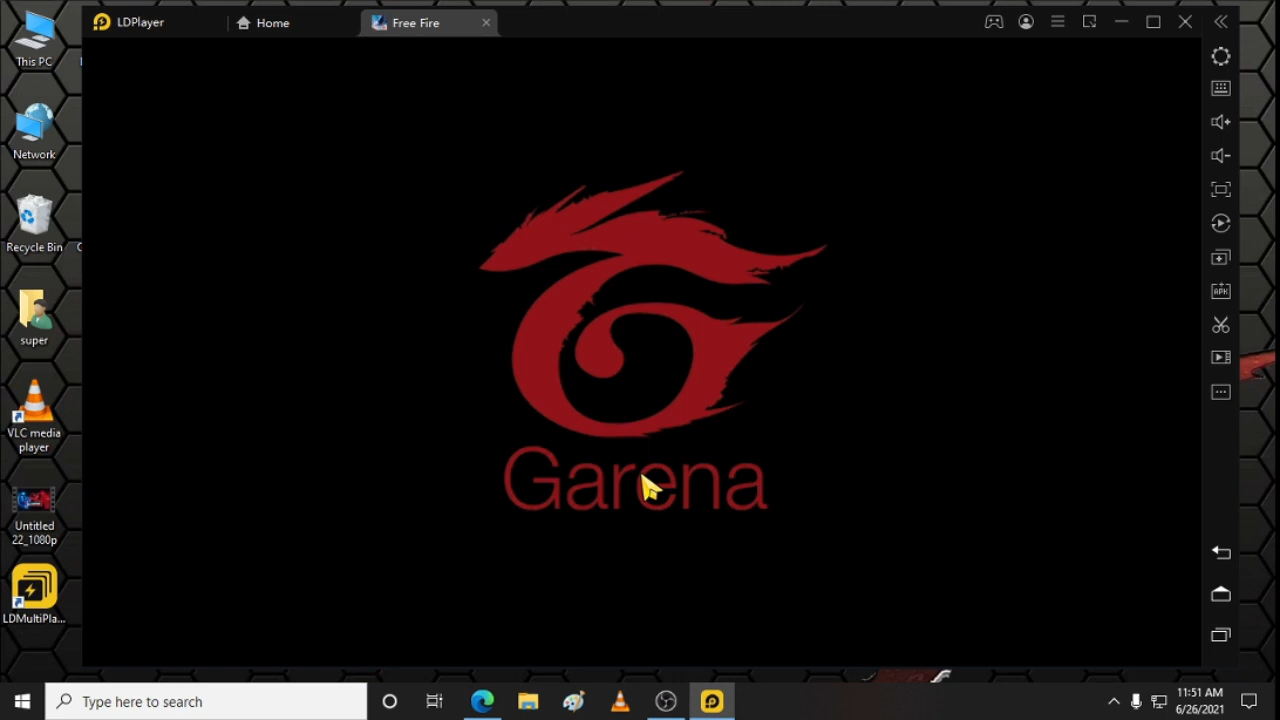 LDPlayer
Home
Free Fire
This PC
Network
Recycle Bin
super
VLC media
player
Untitled
22_1080p
LDMultiPla...
APK
Garena
Type here to search
11:51 AM
6/26/2021